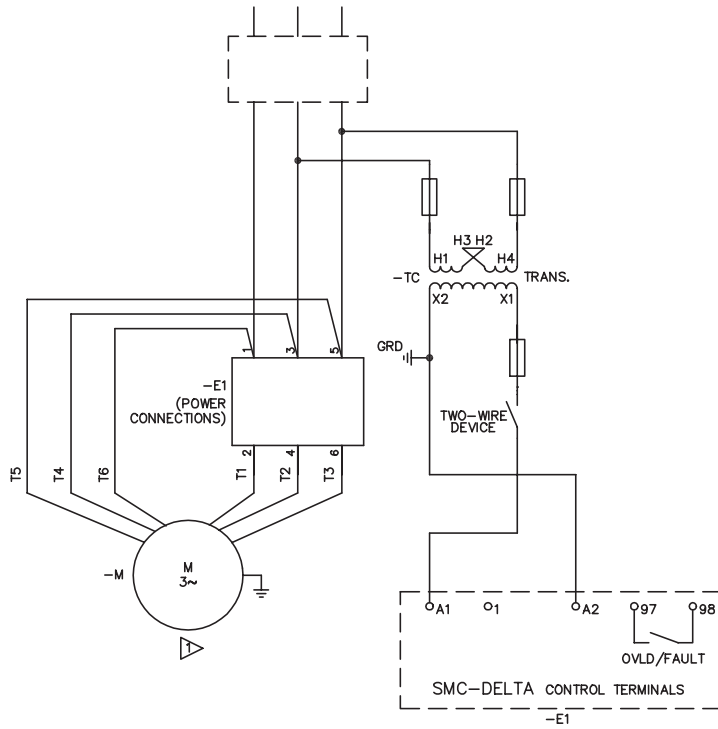 H3 H2
H1 H4
-TC TRANS.
X2 X1
GRD
1 3 5
-E1
(POWER
CONNECTIONS)
TWO-WIRE
DEVICE
2 4 6
T5 T4 T6 T1 T2 T3
M
3~
-M
1
A1 1 A2 97 98
OVLD/FAULT
SMC-DELTA CONTROL TERMINALS
-E1